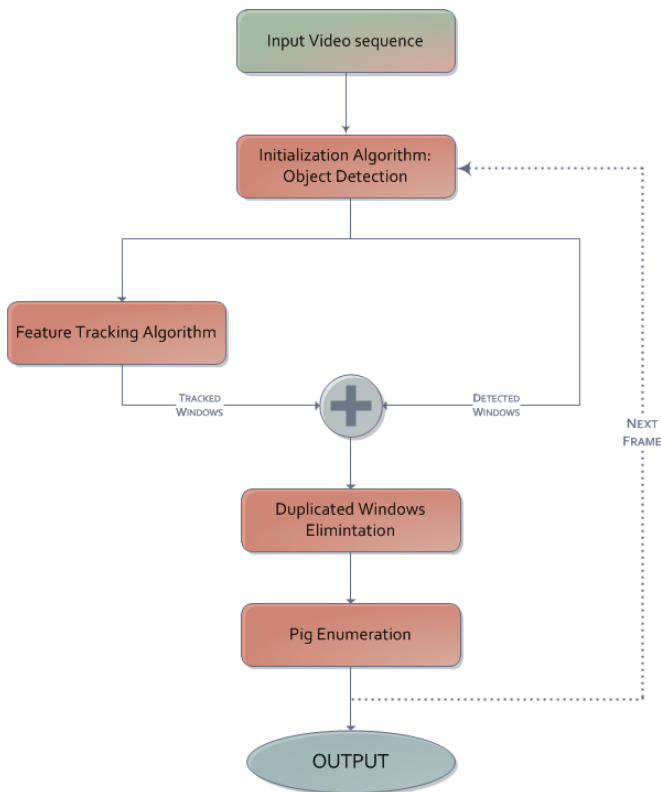 Input Video sequence
Initialization Algorithm:
Object Detection
Feature Tracking Algorithm
TRACKED
WINDOWS
DETECTED
WINDOWS
NEXT
FRAME
Duplicated Windows
Elimintation
Pig Enumeration
OUTPUT